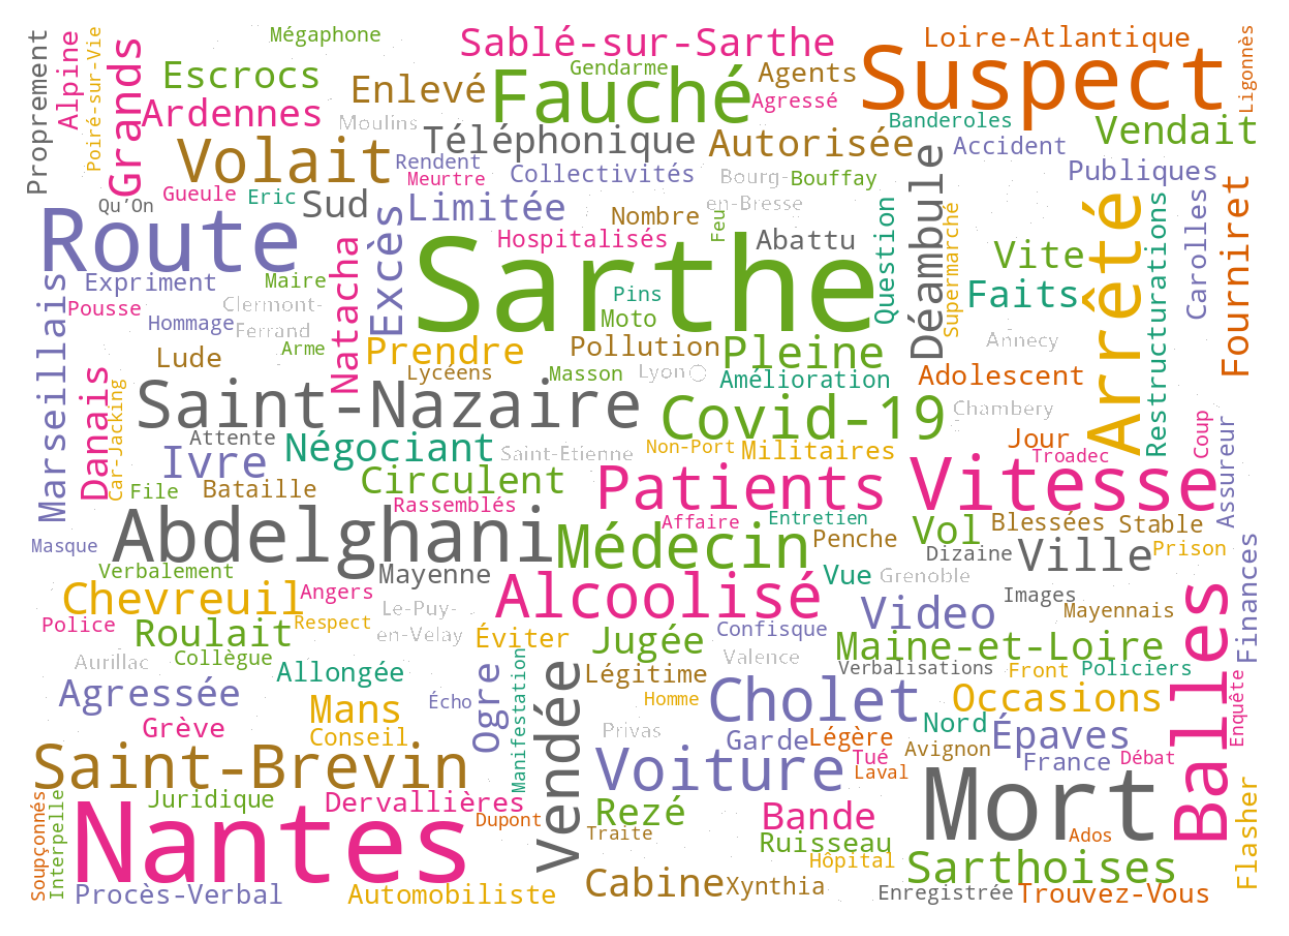 Mégaphone
Sablé-sur-Sarthe
Loire-Atlantique
Ligonnès
Proprement
Alpine
Poiré-sur-Vie
Grands
Escrocs
Enlevé
Gendarme
Fauché
Agents
Agressé
Suspect
Ardennes
Moulins
Téléphonique
Autorisée
Banderoles
Accident
Vendait
Volait
Rendent
Meurtre
Collectivités
Bourg-
en-Bresse
Bouffay
Publiques
Gueule
Eric
Qu'On
Sud
Excès
Limitée
Nombre
Feu
Abattu
Question
Déambule
Supermarché
Arrêté
Restructurations
Carolles
Fourniret
Route
Natacha
Hospitalisés
Sarthe
Vite
Marseillais
Expriment
Maire
Pousse
Clermont-
Ferrand
Hommage
Pins
Moto
Faits
Arme
Prendre
Pollution
Pleine
Annecy
Lude
Lycéens
Masson
Lyon
Amélioration
Adolescent
Danais
Car-Jacking
Saint-Nazaire
Covid-19
Chambery
Attente
Négociant
Saint-Etienne
Non-Port
Militaires
Jour
Troadec
Coup
Assureur
Ivre
Circulent
Patients
Vitesse
File
Bataille
Rassemblés
Affaire
Entretien
Vol
Blessées
Stable
Masque
Abdelghani
Médecin
Penche
Dizaine
Ville
Prison
Verbalement
Mayenne
Vue
Grenoble
Finances
Chevreuil
Angers
Le-Puy-
en-Velay
Alcoolisé
Images
Mayennais
Balles
Police
Roulait
Respect
Éviter
Jugée
Confisque
Video
Maine-et-Loire
Aurillac
Collègue
Allongée
Légitime
Valence
Verbalisations
Front
Policiers
Agressée
Écho
Ogre
Manifestation
Vendée
Homme
Cholet
Occasions
Enquête
Grève
Mans
Conseil
Privas
Garde
Légère
Nord
Avignon
Épaves
France
Débat
Saint-Brevin
Voiture
Tué
Laval
Mort
Flasher
Soupçonnés
Interpelle
Juridique
Dervallières
Dupont
Rezé
Traite
Bande
Ruisseau
Ados
Nantes
Hôpital
Sarthoises
Procès-Verbal
Automobiliste
Cabine
Xynthia
Enregistrée
Trouvez-Vous